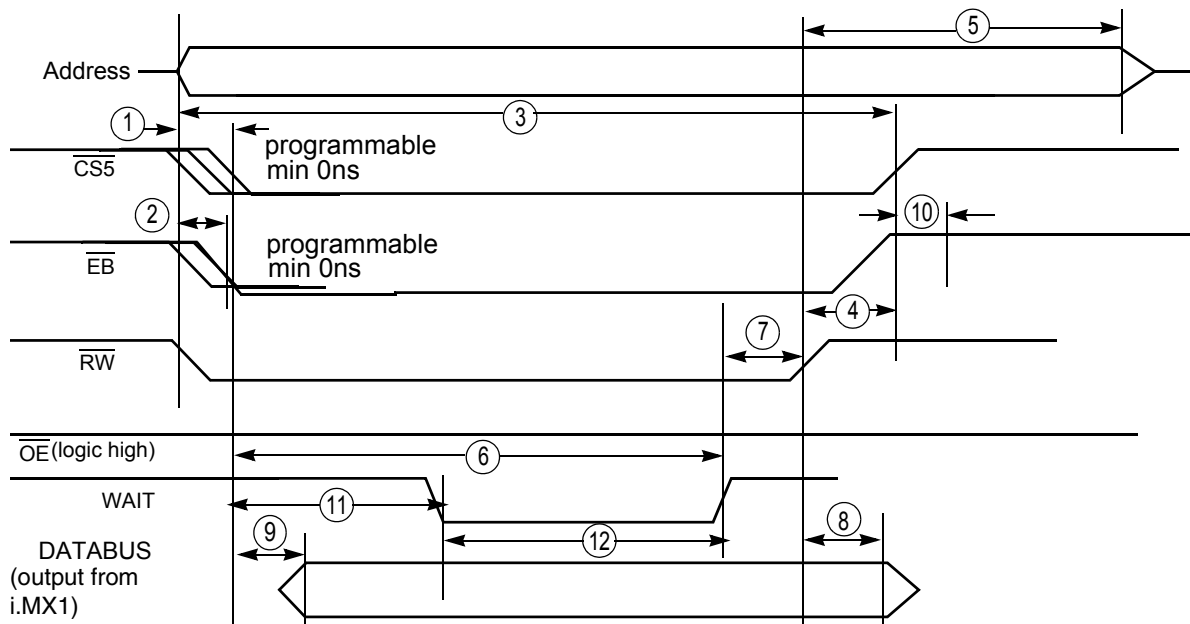 5
Address
3
1
programmable
min 0ns
CS5
10
2
programmable
min 0ns
EB
4
7
RW
OE (logic high)
6
WAIT
11
8
9
12
DATABUS
(output from
i.MX1)